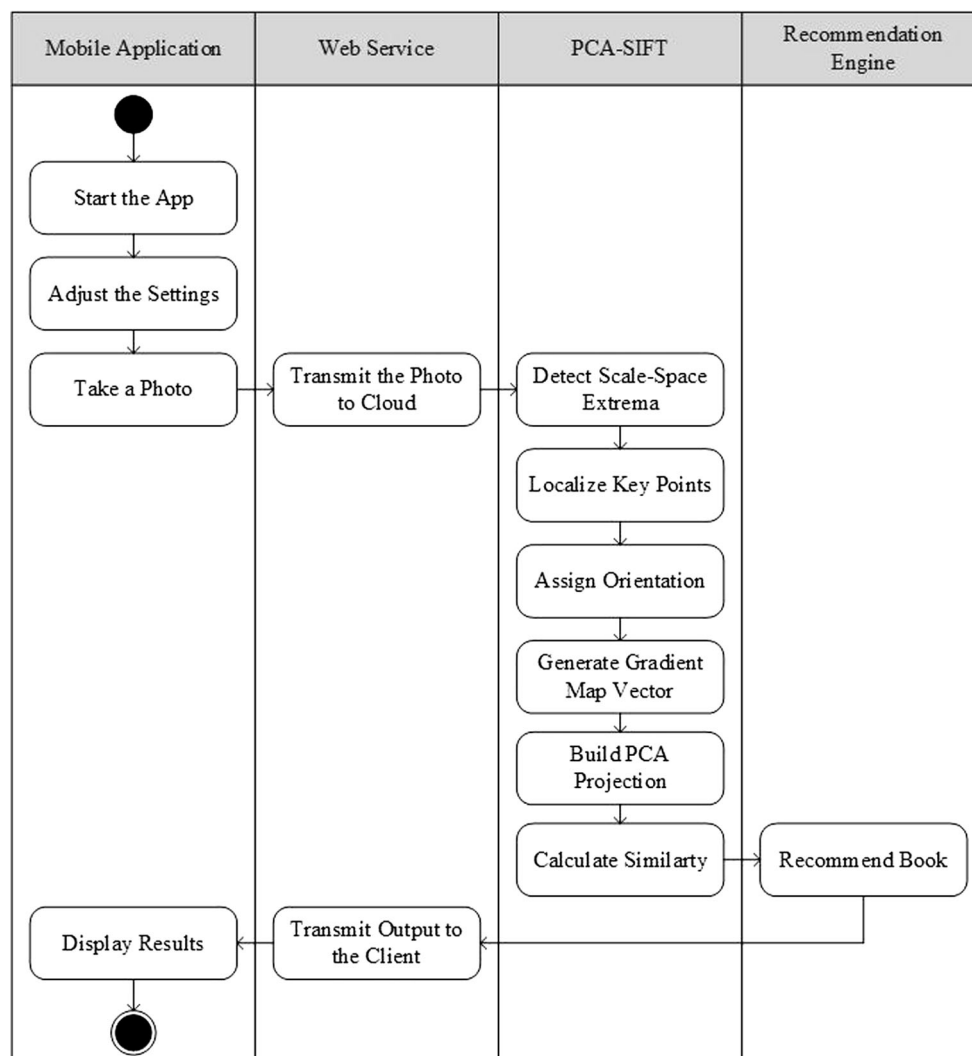 Mobile Application
Web Service
PCA-SIFT
Recommendation
Engine
Start the App
Adjust the Settings
Take a Photo
Transmit the Photo
to Cloud
Detect Scale-Space
Extrema
Localize Key Points
Assign Orientation
Generate Gradient
Map Vector
Build PCA
Projection
Calculate Similarty
Recommend Book
Transmit Output to
the Client
Display Results